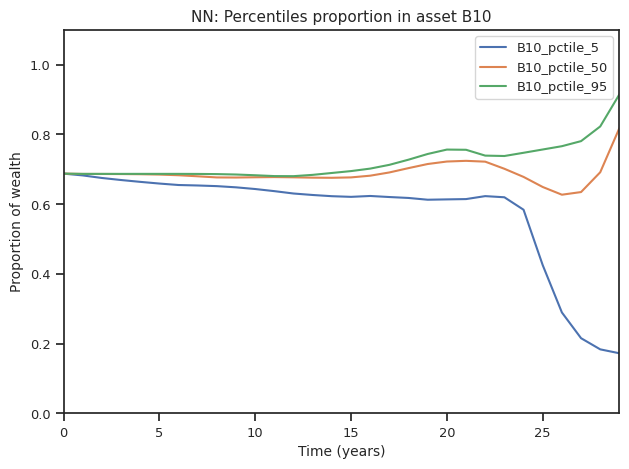 NN: Percentiles proportion in asset B10
B10_pctile_5
B10_pctile_50
B10_pctile_95
Proportion of wealth
1.0
0.8
0.6
0.4
0.2
0.0
0 5 10 15 20 25
Time (years)